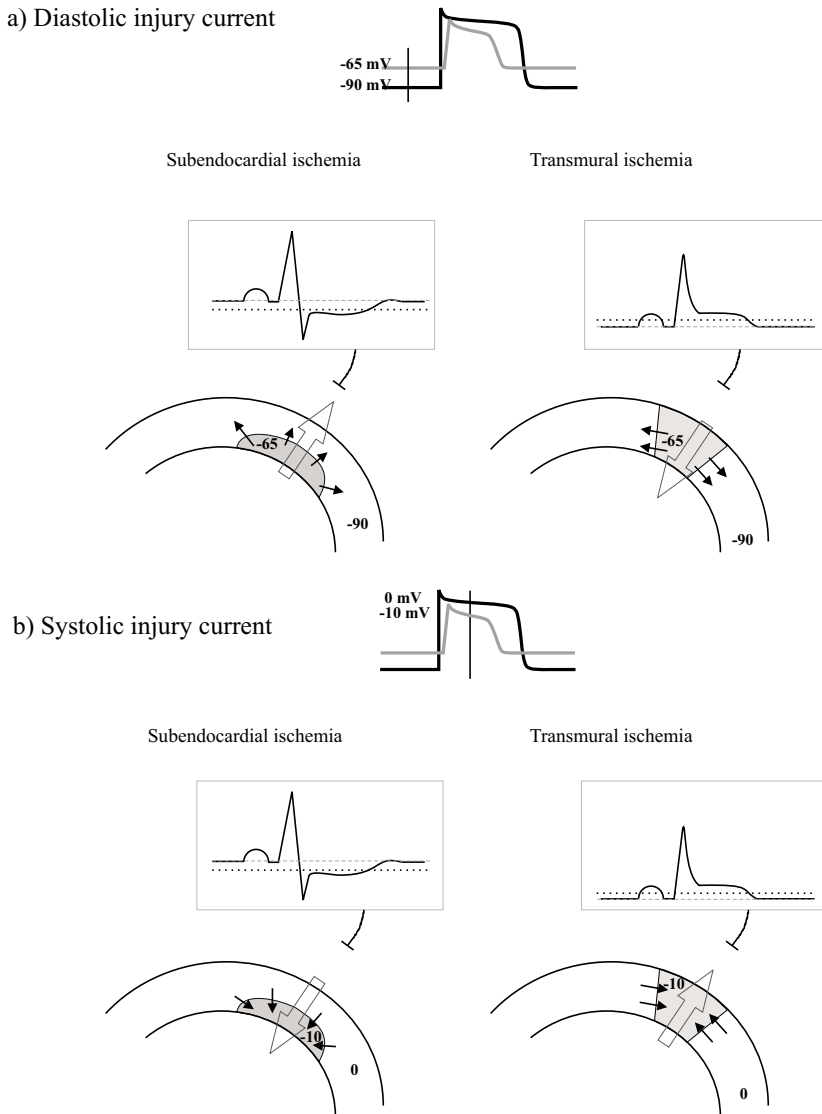 a) Diastolic injury current
-65 mV
-90 mV
Subendocardial ischemia
Transmural ischemia
-65
-90
-65
-90
b) Systolic injury current
0 mV
-10 mV
Subendocardial ischemia
Transmural ischemia
-10
0
-10
0